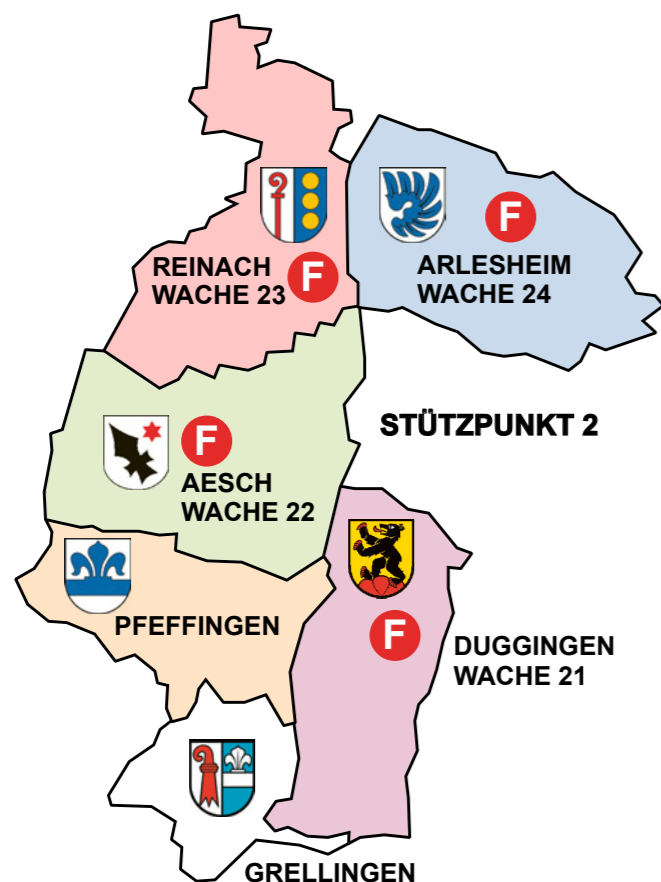 REINACH
WACHE 23
F
F
ARLESHEIM
WACHE 24
STÜTZPUNKT 2
F
AESCH
WACHE 22
PFEFFINGEN
F
DUGGINGEN
WACHE 21
GRELLINGEN